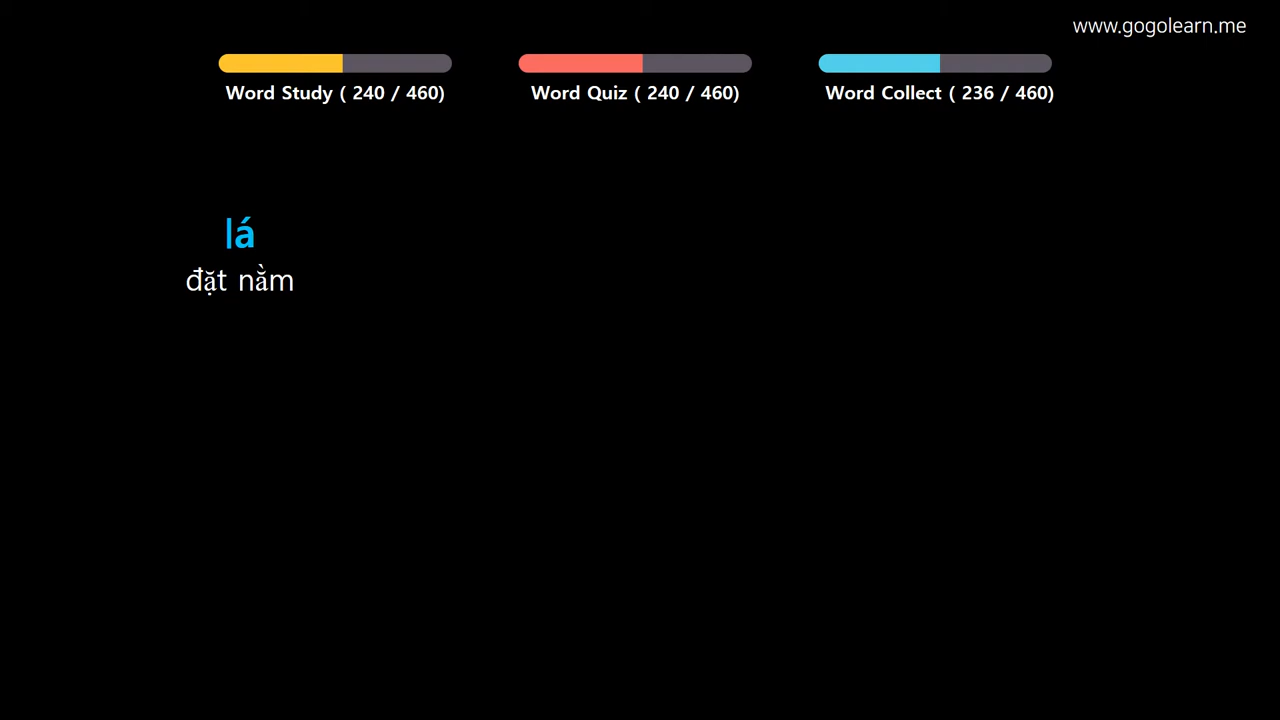 www.gogolearn.me
Word Study ( 240 / 460)
Word Quiz ( 240 / 460)
Word Collect ( 236 / 460)
lá
đặt nằm